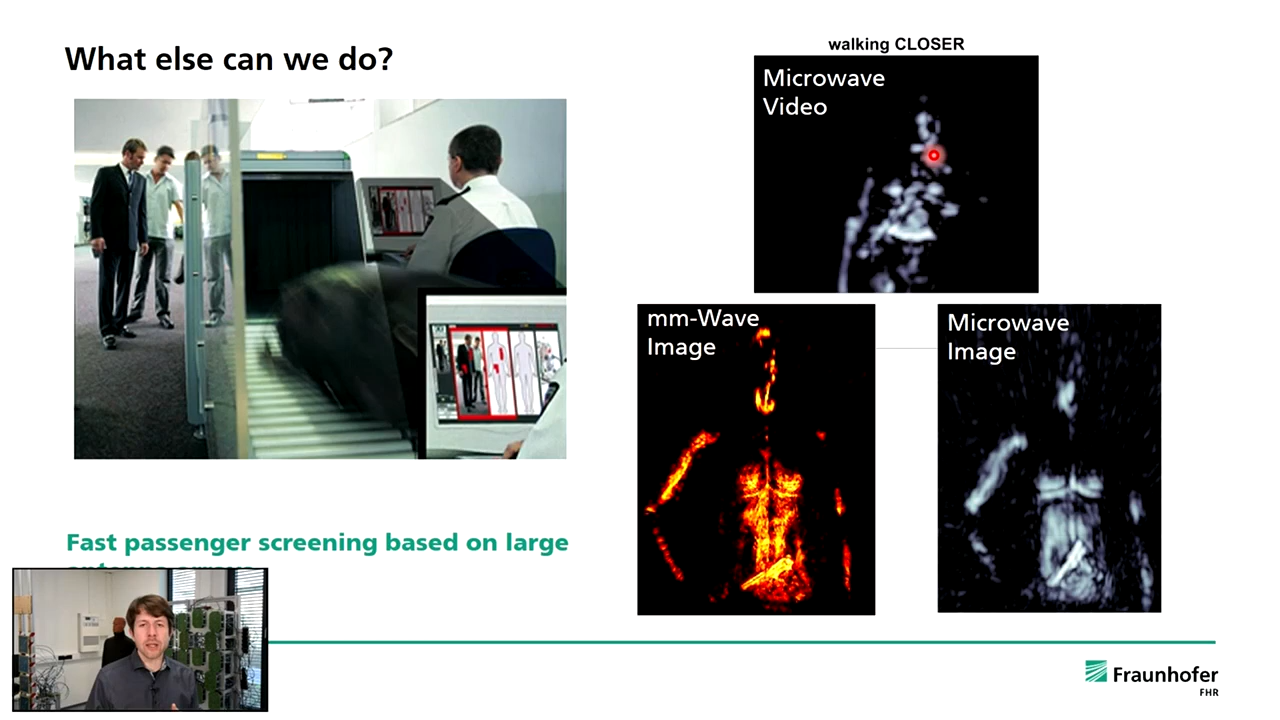 What else can we do?
walking CLOSER
Microwave
Video
mm-Wave
Image
Microwave
Image
Fast passenger screening based on large
Fraunhofer
FHR